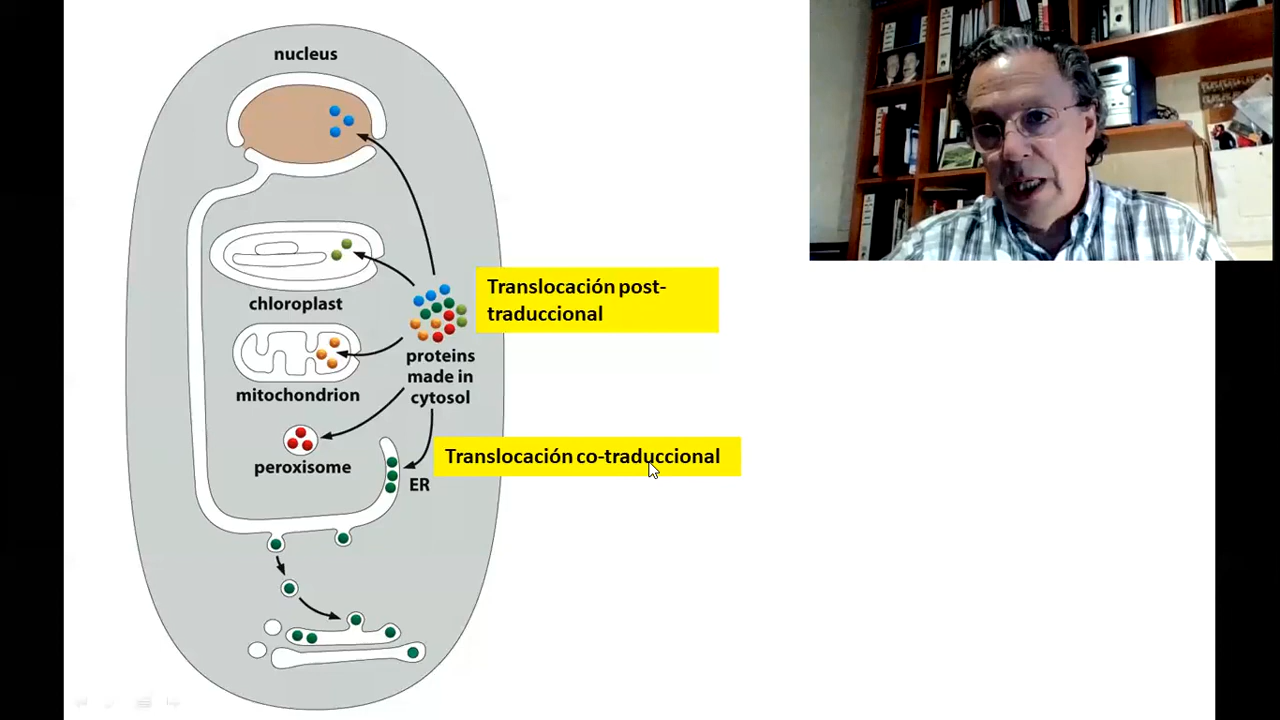 nucleus
chloroplast
Translocación post-
traduccional
proteins
made in
cytosol
mitochondrion
peroxisome
Translocación co-traduccional
ER